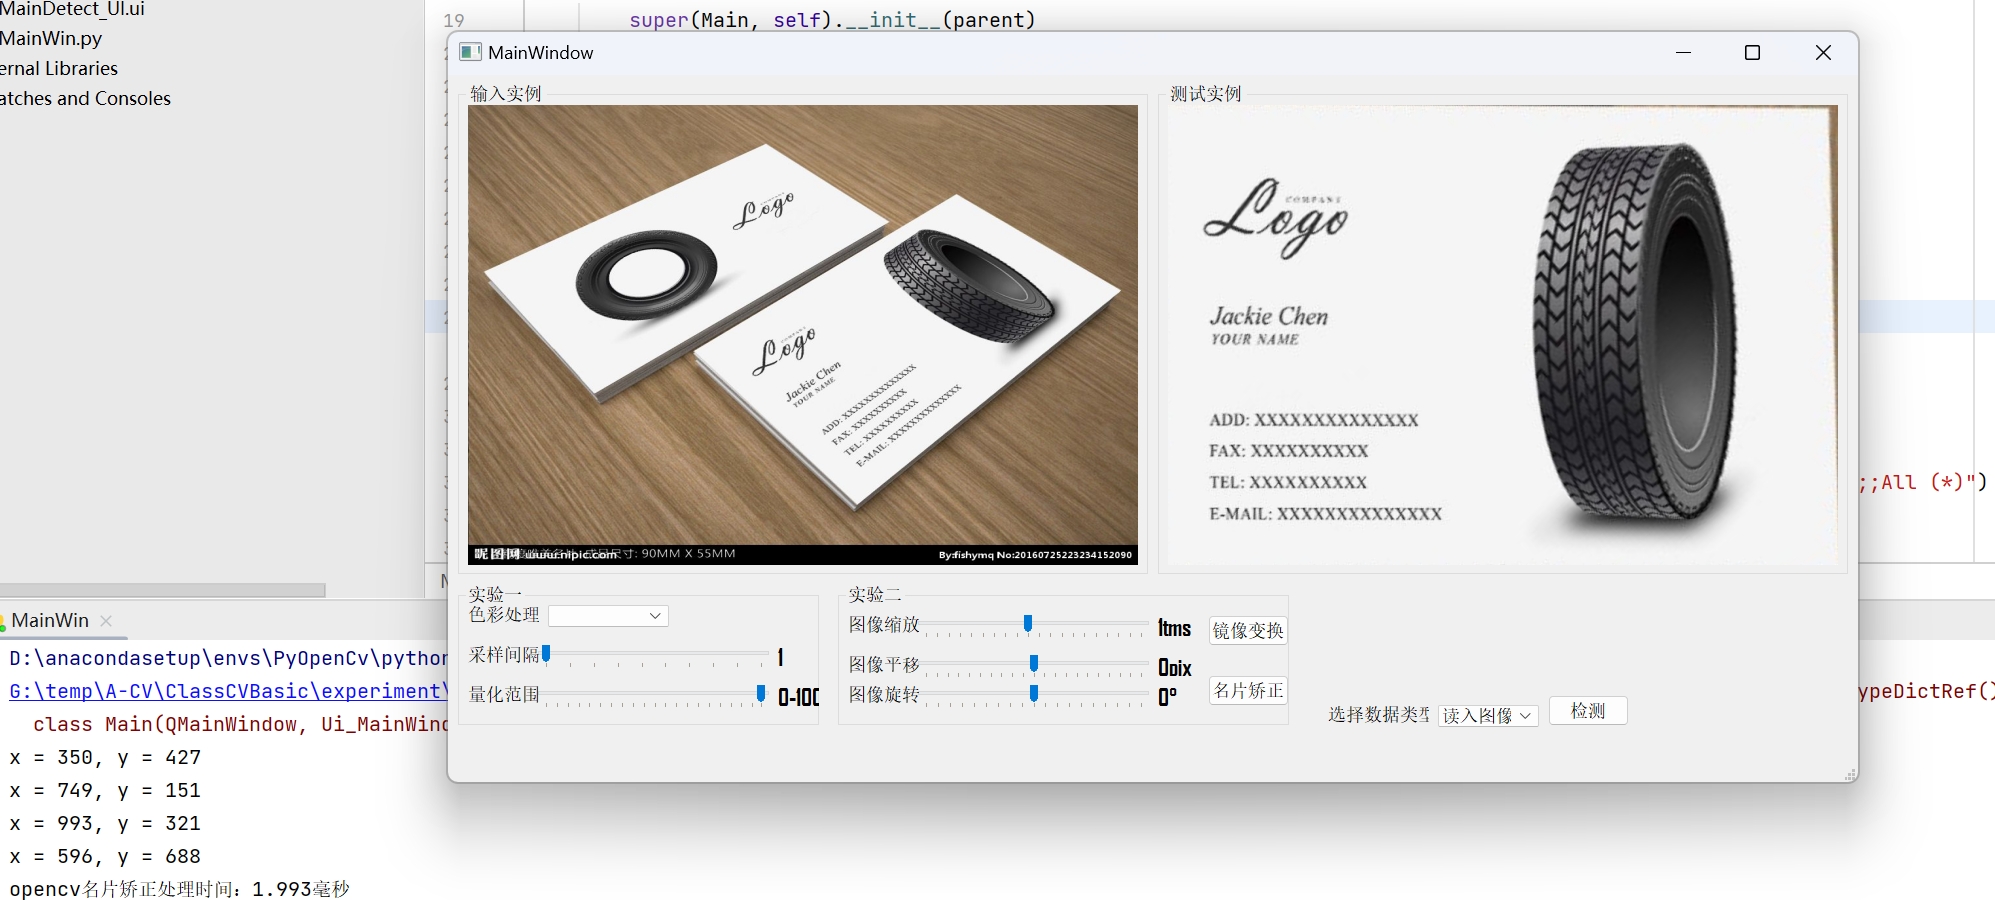 MainDetect_UI.ui
MainWin.py
ernal Libraries
atches and Consoles
19
super(Main, self).__init__(parent)
MainWindow
输入实例
测试实例
Logo
COMPANY
Logo
Jackie Chen
YOUR NAME
ADD: XXXXXXXXXXXXXX
FAX: XXXXXXXXXX
TEL: XXXXXXXXXX
E-MAIL: XXXXXXXXXXXXXX
昵图网 www.nipic.com 尺寸: 90MM X 55MM
By:fishymq No:20160725223234152090
COMPANY
Logo
Jackie Chen
YOUR NAME
ADD: XXXXXXXXXXXXXX
FAX: XXXXXXXXXX
TEL: XXXXXXXXXX
E-MAIL: XXXXXXXXXXXXXX
;;All (*)")
实验一
色彩处理
采样间隔 1
量化范围 0-100
实验二
图像缩放 1tms 镜像变换
图像平移 0pix
图像旋转 0° 名片矫正
选择数据类型 读入图像 检测
MainWin
D:\anacondasetup\envs\PyOpenCv\python
G:\temp\A-CV\ClassCVBasic\experiment\
ypeDictRef()
class Main(QMainWindow, Ui_MainWind
x = 350, y = 427
x = 749, y = 151
x = 993, y = 321
x = 596, y = 688
opencv名片矫正处理时间: 1.993毫秒